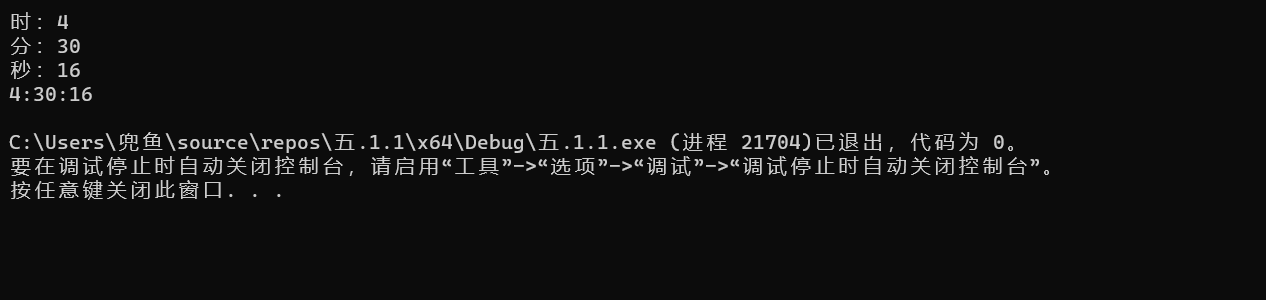 时：4
分：30
秒：16
4:30:16
C:\Users\兜鱼\source\repos\五.1.1\x64\Debug\五.1.1.exe (进程 21704)已退出，代码为 0。
要在调试停止时自动关闭控制台，请启用“工具”->“选项”->“调试”->“调试停止时自动关闭控制台”。
按任意键关闭此窗口. . .